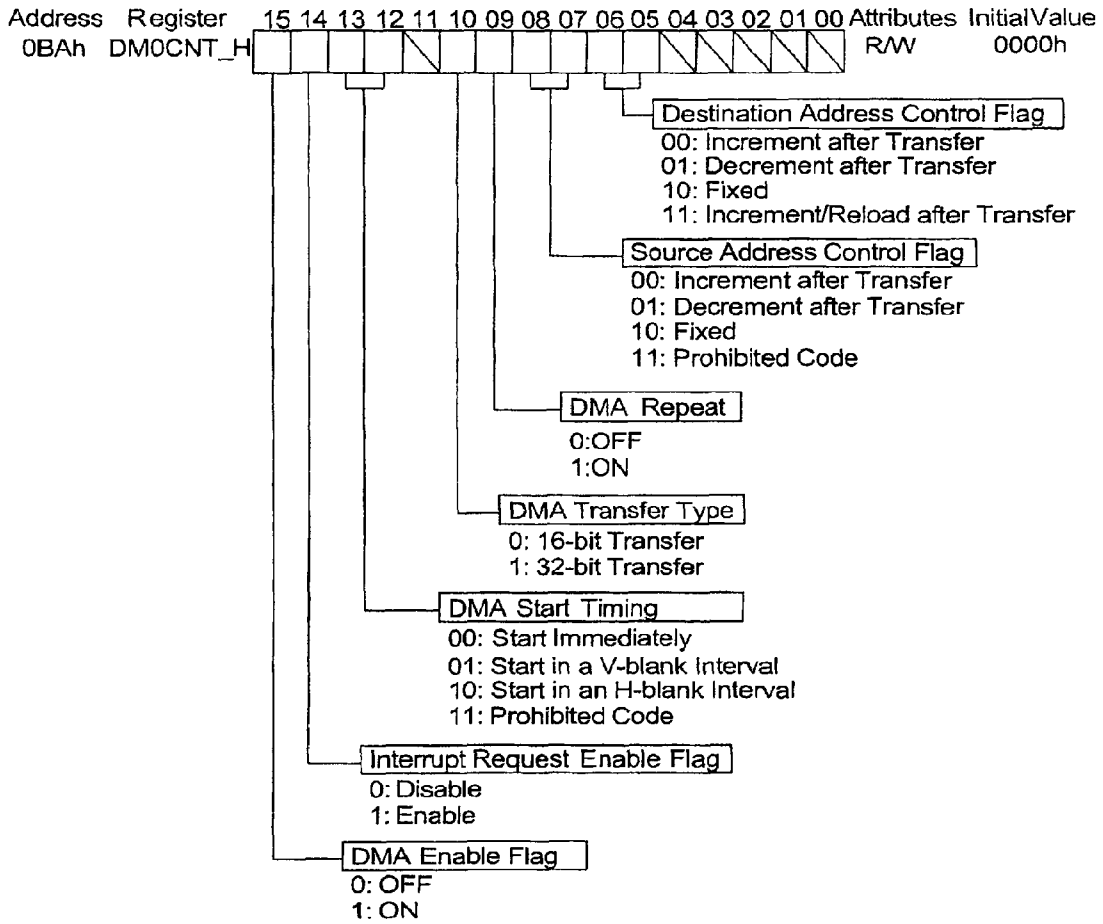 Address Register 15 14 13 12 11 10 09 08 07 06 05 04 03 02 01 00 Attributes Initial Value
0BAh DM0CNT_H R/W 0000h
Destination Address Control Flag
00: Increment after Transfer
01: Decrement after Transfer
10: Fixed
11: Increment/Reload after Transfer
Source Address Control Flag
00: Increment after Transfer
01: Decrement after Transfer
10: Fixed
11: Prohibited Code
DMA Repeat
0:OFF
1:ON
DMA Transfer Type
0: 16-bit Transfer
1: 32-bit Transfer
DMA Start Timing
00: Start Immediately
01: Start in a V-blank Interval
10: Start in an H-blank Interval
11: Prohibited Code
Interrupt Request Enable Flag
0: Disable
1: Enable
DMA Enable Flag
0: OFF
1: ON